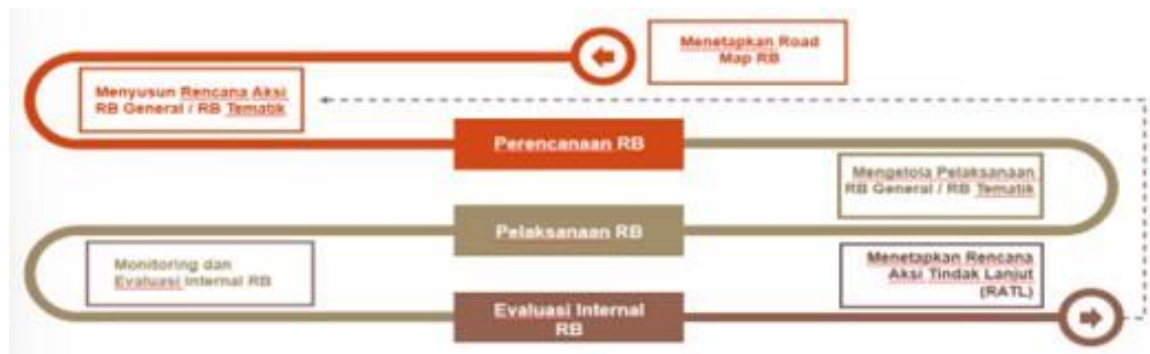 Menetapkan Road
Map RB
Menyusun Rencana Aksi
RB General / RB Tematik
Perencanaan RB
Mengelola Pelaksanaan
RB General / RB Tematik
Pelaksanaan RB
Monitoring dan
Evaluasi Internal RB
Menetapkan Rencana
Aksi Tindak Lanjut
(RATL)
Evaluasi Internal
RB